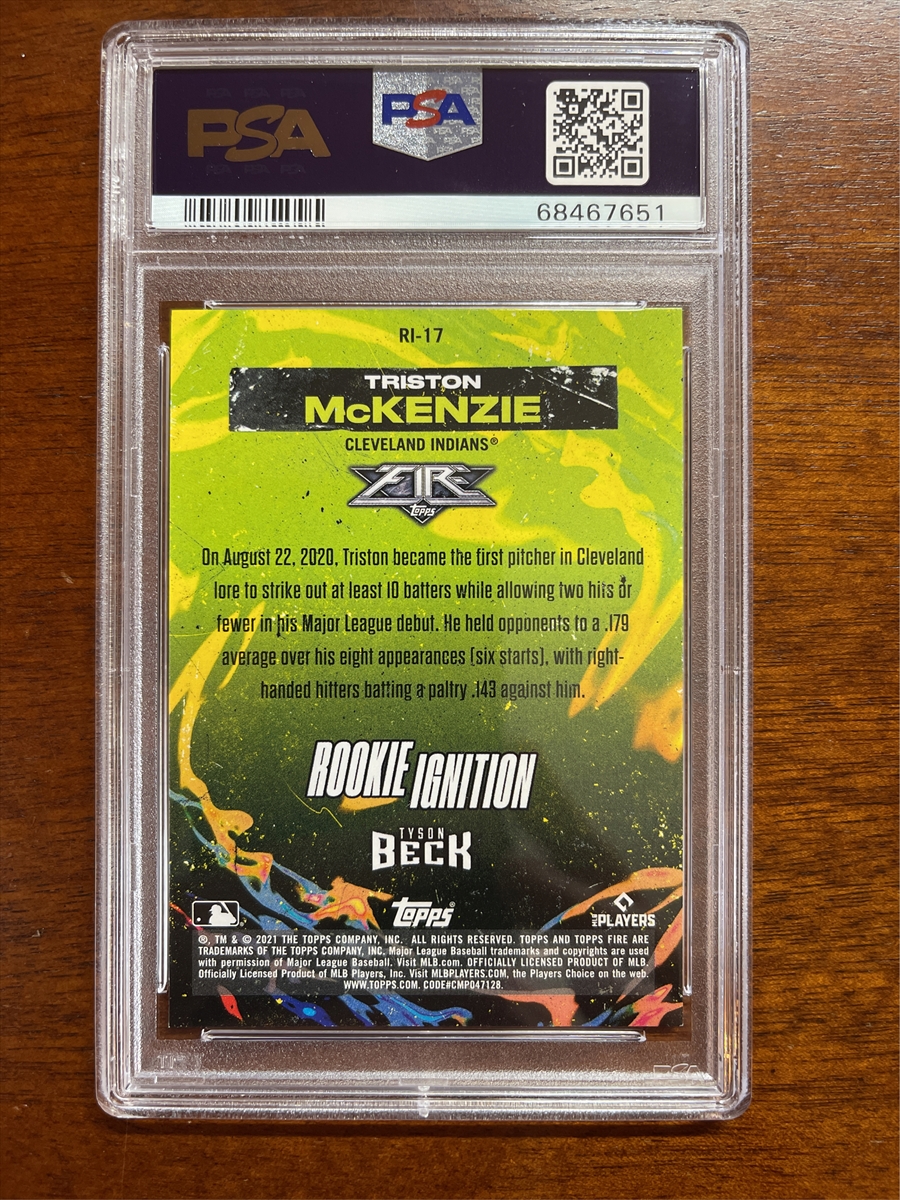 PSA
PSA
68467651
RI-17
TRISTON
McKENZIE
CLEVELAND INDIANS®
FIRE
topps
On August 22, 2020, Triston became the first pitcher in Cleveland
lore to strike out at least 10 batters while allowing two hits or
fewer in his Major League debut. He held opponents to a .179
average over his eight appearances (six starts), with right-
handed hitters batting a paltry .143 against him.
ROOKIE IGNITION
TYSON
BECK
topps®
MLB PLAYERS
®, TM & © 2021 THE TOPPS COMPANY, INC. ALL RIGHTS RESERVED. TOPPS AND TOPPS FIRE ARE
TRADEMARKS OF THE TOPPS COMPANY, INC. Major League Baseball trademarks and copyrights are used
with permission of Major League Baseball. Visit MLB.com. OFFICIALLY LICENSED PRODUCT OF MLB.
Officially Licensed Product of MLB Players, Inc. Visit MLBPLAYERS.COM, the Players Choice on the web.
WWW.TOPPS.COM. CODE#CMP047128.
PSA